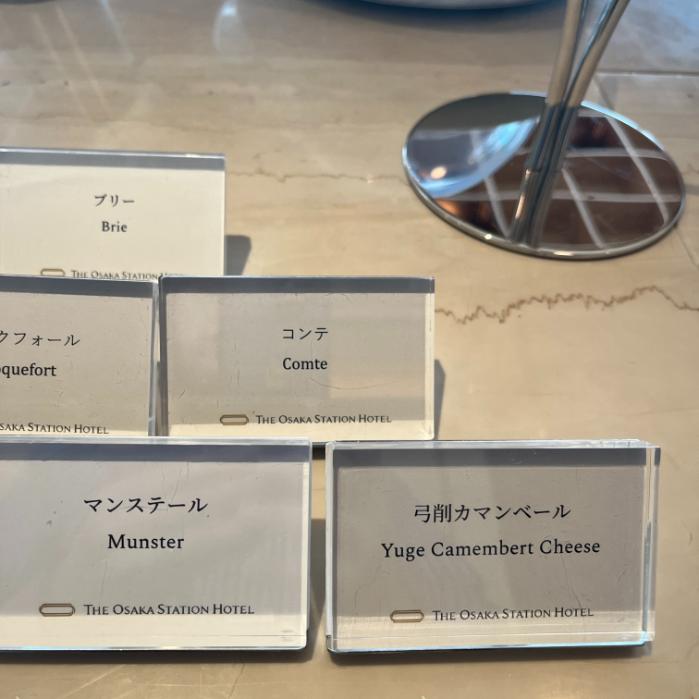 ブリー
Brie
THE OSAKA STATION
クフォール
quefort
SAKA STATION HOTEL
コンテ
Comte
THE OSAKA STATION HOTEL
マンステール
Munster
THE OSAKA STATION HOTEL
弓削カマンベール
Yuge Camembert Cheese
THE OSAKA STATION HOTEL